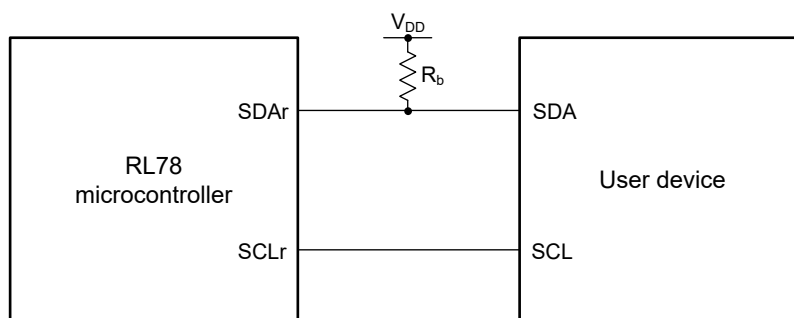 VDD
Rb
SDAr
SDA
RL78
microcontroller
User device
SCLr
SCL